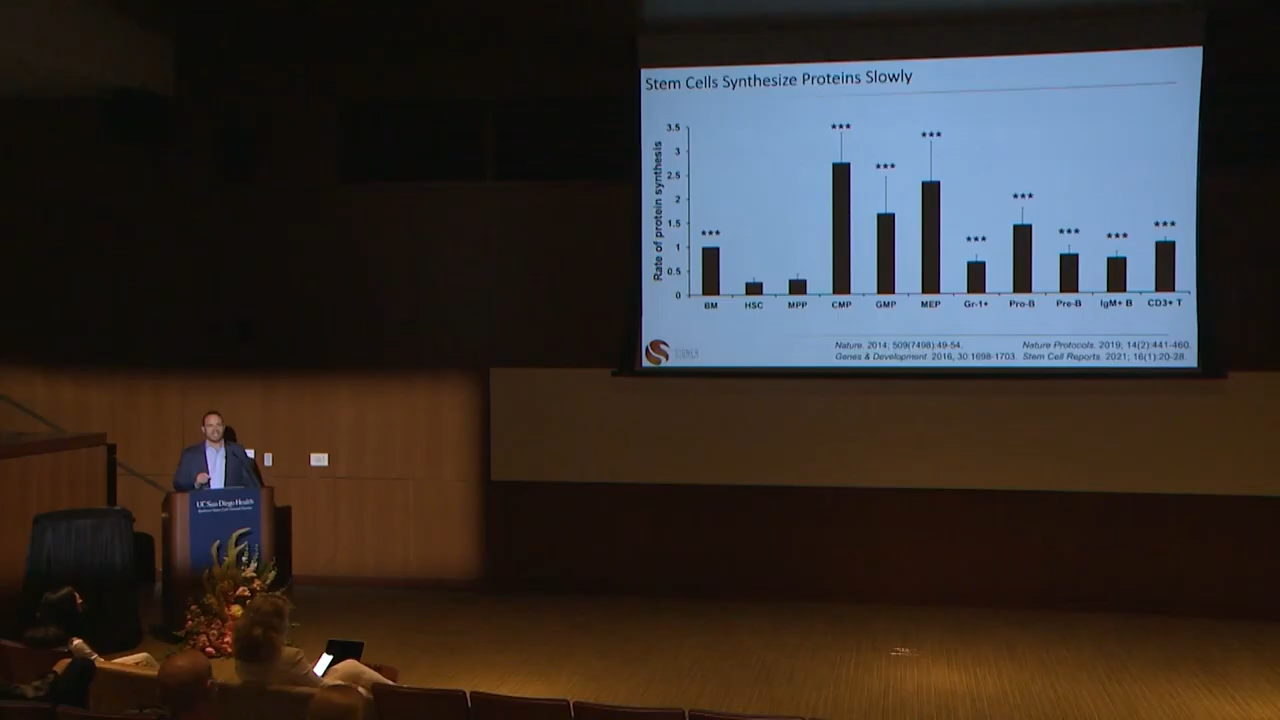 Stem Cells Synthesize Proteins Slowly
Rate of protein synthesis
3.5
3
2.5
2
1.5
1
0.5
0
***
***
***
***
***
***
***
***
***
BM
HSC
MPP
CMP
GMP
MEP
Gr-1+
Pro-B
Pre-B
IgM+ B
CD3+ T
Nature. 2014; 509(7498):49-54.
Nature Protocols. 2019; 14(2):441-460.
Genes & Development. 2016, 30:1698-1703.
Stem Cell Reports. 2021; 16(1):20-28.
UC San Diego Health